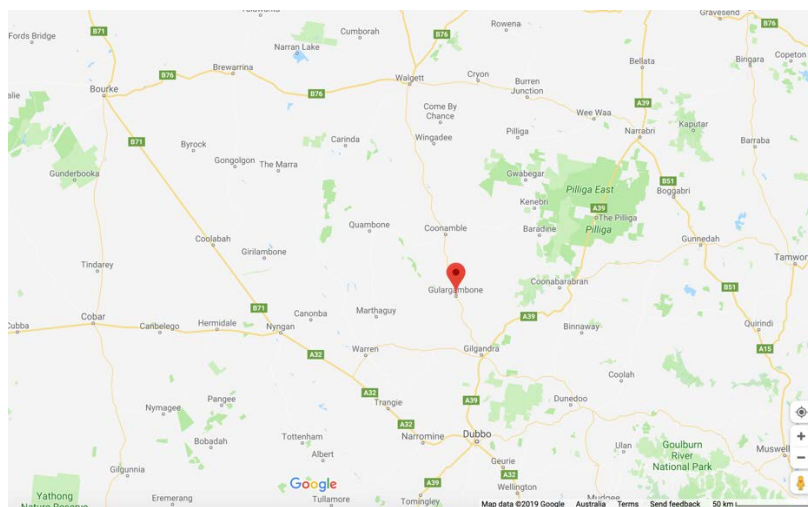 Cumborah
Rowena
Gravesend
B71
B76
B76
Fords Bridge
Narran Lake
Copeton
Bingara
Bellata
Brewarrina
B76
Walgett
Cryon
Burren
Junction
Bourke
B76
A39
Come By
Chance
Wee Waa
Kaputar
B71
Byrock
Carinda
Wingadee
Pilliga
Narrabri
Barraba
Gongolgon
The Marra
Gunderbooka
Gwabegar
Pilliga East
B51
Boggabri
Kenebri
A39
The Pilliga
Quambone
Coonamble
Baradine
Pilliga
Coolabah
Gunnedah
Girilambone
Tamwor
Tindarey
Gulargambone
Coonabarabran
B51
B71
Canonba
Marthaguy
Cobar
Cubba
Canbelego
Hermidale
Nyngan
A39
Binnaway
Quirindi
A32
Warren
Gilgandra
A15
Coolah
A32
A39
Pangee
Trangie
Dunedoo
Nymagee
A32
Bobadah
Tottenham
Narromine
Dubbo
Ulan
Goulburn
River
National Park
Muswell
Albert
Geurie
Gilgunnia
A32
Google
Wellington
Yathong
Nature Reserve
Eremerang
Tullamore
Tomingley
Mudgee
Map data ©2019 Google
Australia
Terms
Send feedback
50 km